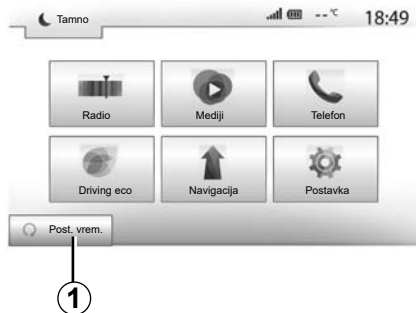 Tamno --°C 18:49
Radio Mediji Telefon
Driving eco Navigacija Postavka
Post. vrem.
1